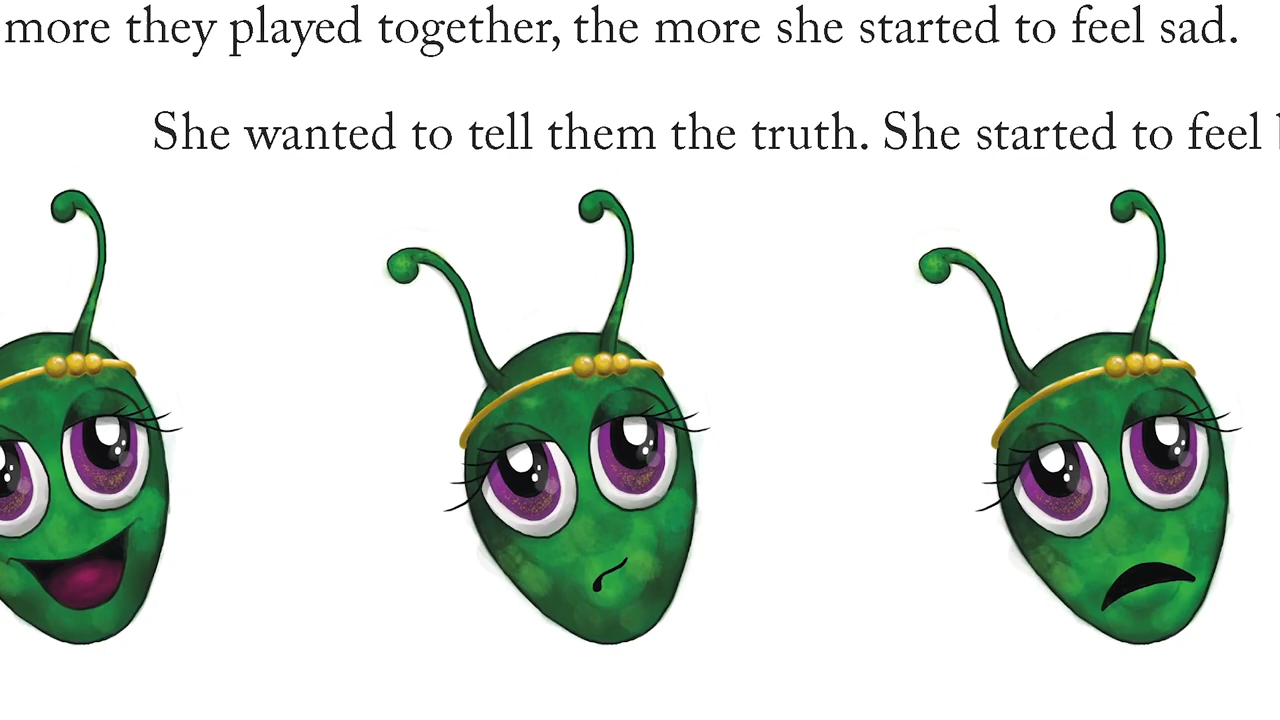 more they played together, the more she started to feel sad.
She wanted to tell them the truth. She started to feel